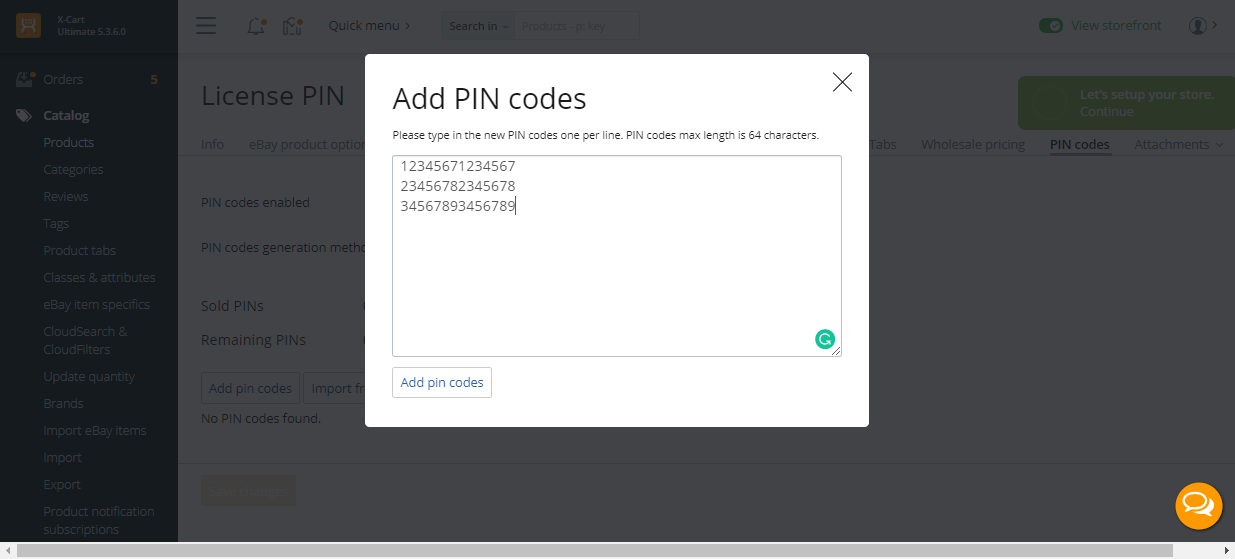 X-Cart
Ultimate 5.3.6.0
Quick menu
Search in
Products - p: key
View storefront
Orders 5
Catalog
Products
Categories
Reviews
Tags
Product tabs
Classes & attributes
eBay item specifics
CloudSearch &
CloudFilters
Update quantity
Brands
Import eBay items
Import
Export
Product notification
subscriptions
License PIN
Let's setup your store.
Continue
Info eBay product option Tabs Wholesale pricing PIN codes Attachments
PIN codes enabled
PIN codes generation metho
Sold PINs
Remaining PINs
Add pin codes Import fr
No PIN codes found.
Save changes
Add PIN codes
Please type in the new PIN codes one per line. PIN codes max length is 64 characters.
12345671234567
23456782345678
34567893456789
Add pin codes